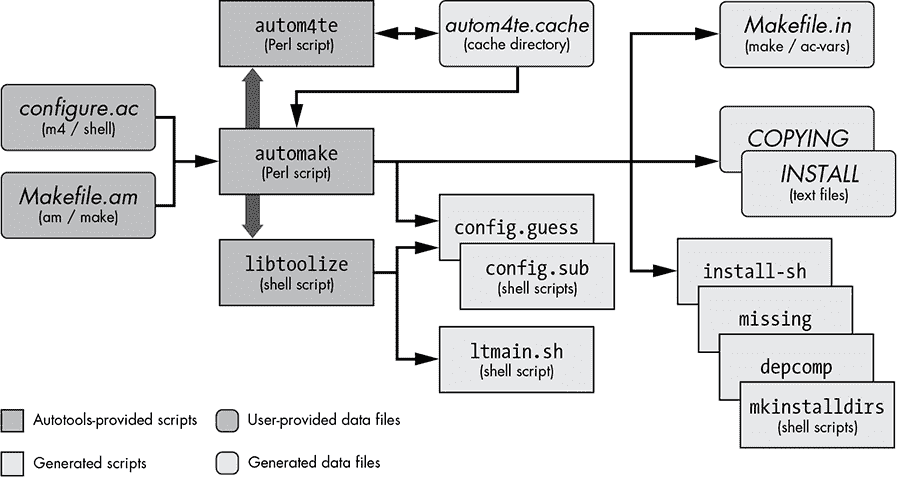 autom4te
(Perl script)
autom4te.cache
(cache directory)
Makefile.in
(make / ac-vars)
configure.ac
(m4 / shell)
automake
(Perl script)
COPYING
INSTALL
(text files)
Makefile.am
(am / make)
config.guess
config.sub
(shell scripts)
libtoolize
(shell script)
install-sh
missing
ltmain.sh
(shell script)
depcomp
mkinstalldirs
(shell scripts)
Autotools-provided scripts
User-provided data files
Generated scripts
Generated data files